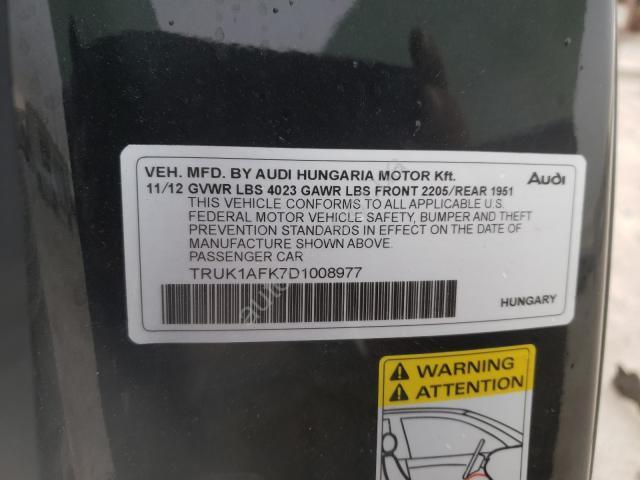 VEH. MFD. BY AUDI HUNGARIA MOTOR Kft.
Audi
11/12 GVWR LBS 4023 GAWR LBS FRONT 2205/REAR 1951
THIS VEHICLE CONFORMS TO ALL APPLICABLE U.S.
FEDERAL MOTOR VEHICLE SAFETY, BUMPER AND THEFT
PREVENTION STANDARDS IN EFFECT ON THE DATE OF
MANUFACTURE SHOWN ABOVE.
PASSENGER CAR
TRUK1AFK7D1008977
HUNGARY
WARNING
ATTENTION